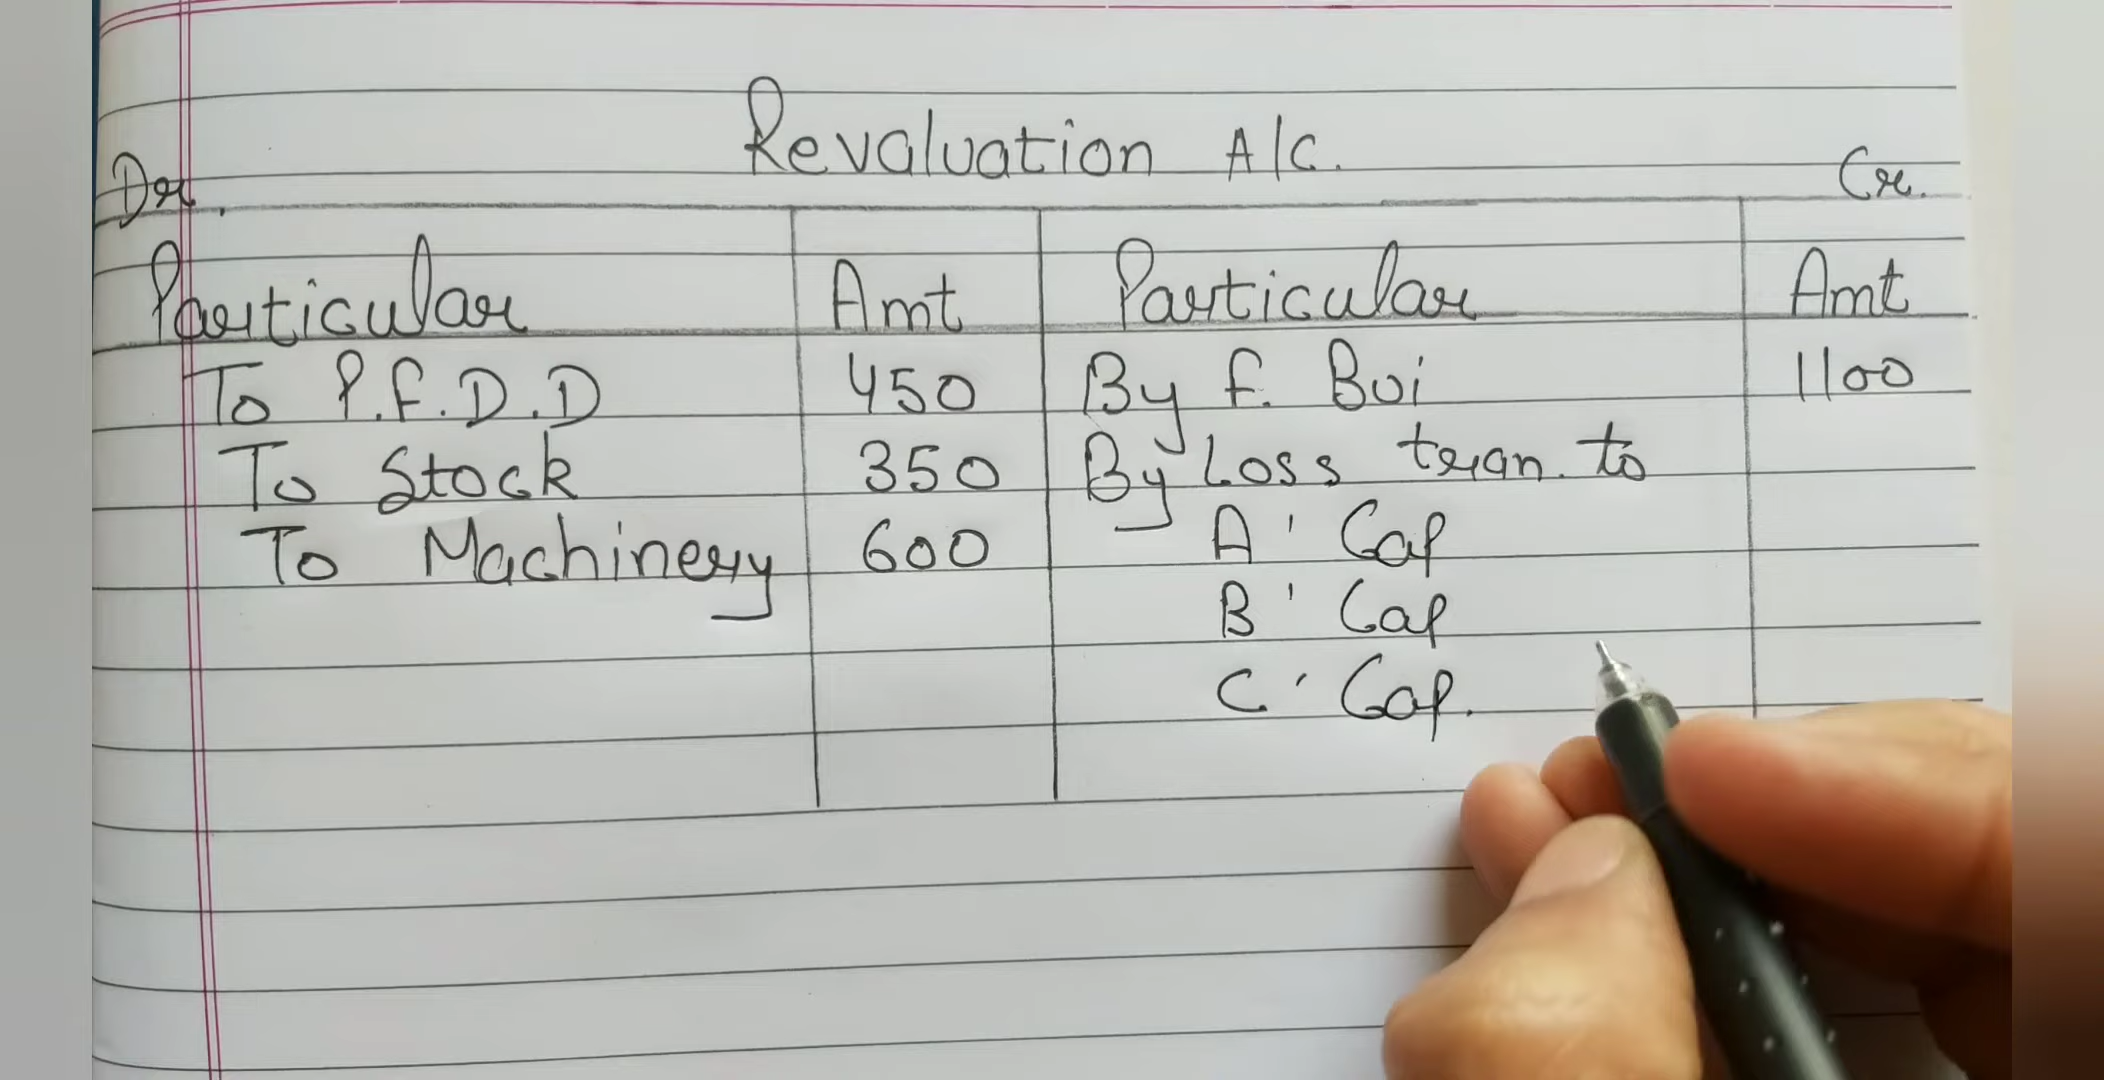 Revaluation A/C.
Dr. Cr.
Particular Amt Particular Amt
To P.F.D.D 450 By F. Bui 1100
To Stock 350 By Loss tran. to
To Machinery 600 A' Cap
B' Cap
C' Cap.